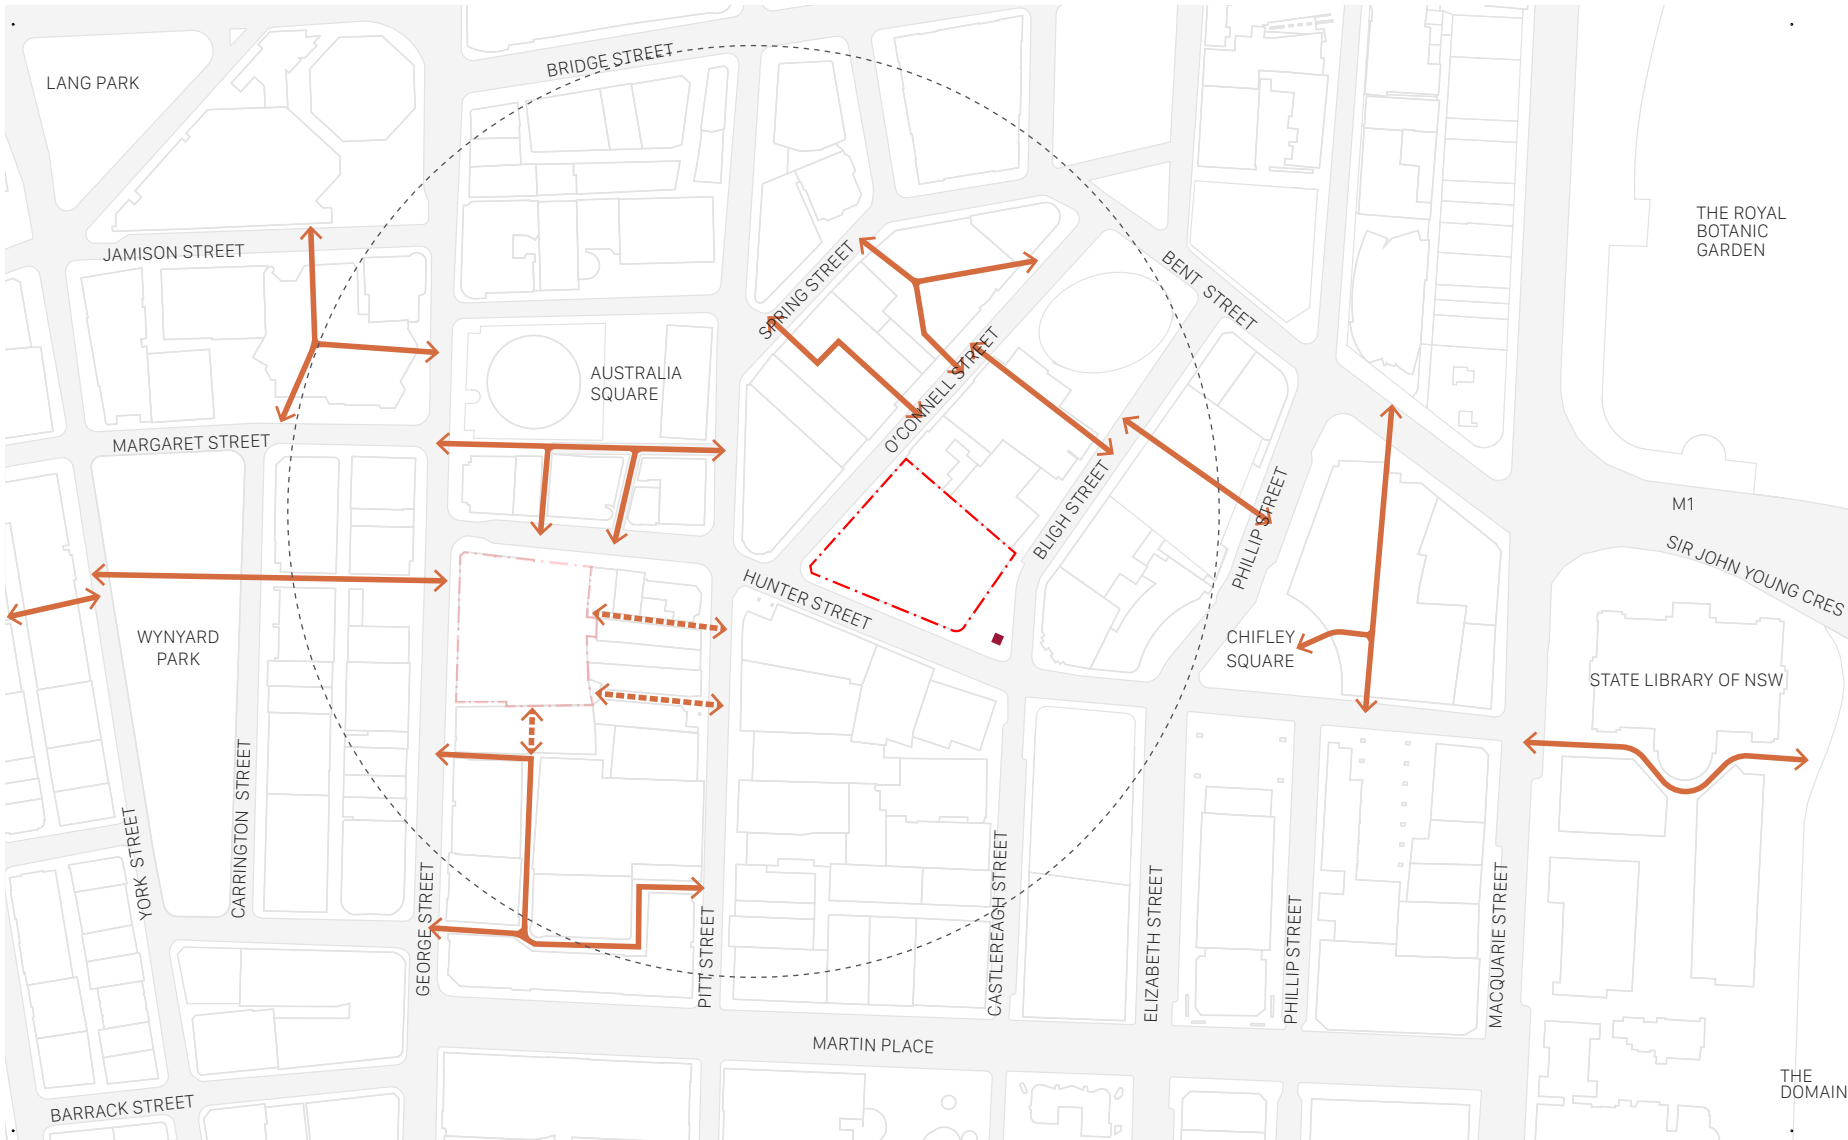 BRIDGE STREET
LANG PARK
THE ROYAL
BOTANIC
GARDEN
JAMISON STREET
SPRING STREET
BENT STREET
AUSTRALIA
SQUARE
O'CONNELL STREET
MARGARET STREET
BLIGH STREET
PHILLIP STREET
M1
SIR JOHN YOUNG CRES
HUNTER STREET
WYNYARD
PARK
CHIFLEY
SQUARE
STATE LIBRARY OF NSW
YORK STREET
CARRINGTON STREET
GEORGE STREET
PITT STREET
CASTLEREAGH STREET
ELIZABETH STREET
PHILLIP STREET
MACQUARIE STREET
MARTIN PLACE
THE
DOMAIN
BARRACK STREET